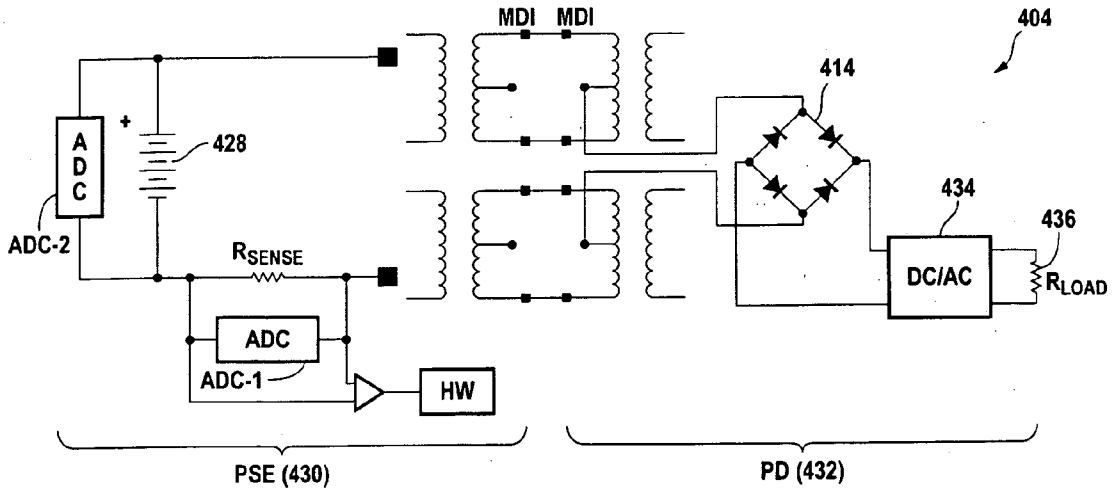 MDI MDI
404
414
+
428
ADC
ADC-2
RSENSE
434
436
DC/AC
RLOAD
ADC
ADC-1
HW
PSE (430)
PD (432)